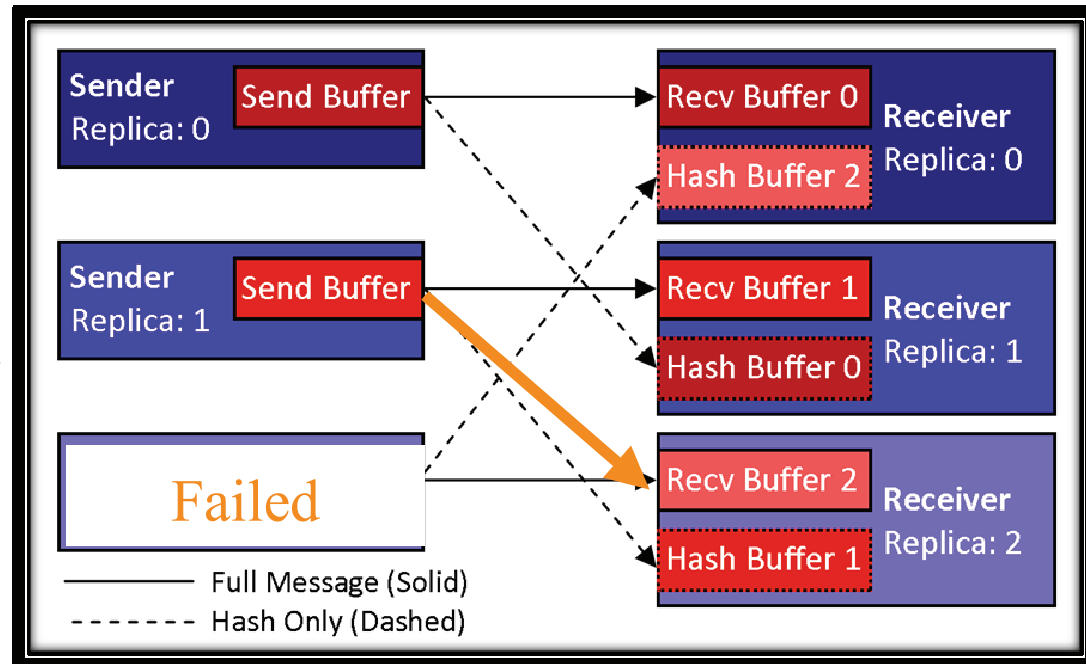 Sender
Replica: 0
Send Buffer
Recv Buffer 0
Hash Buffer 2
Receiver
Replica: 0
Sender
Replica: 1
Send Buffer
Recv Buffer 1
Hash Buffer 0
Receiver
Replica: 1
Failed
Recv Buffer 2
Hash Buffer 1
Receiver
Replica: 2
Full Message (Solid)
Hash Only (Dashed)